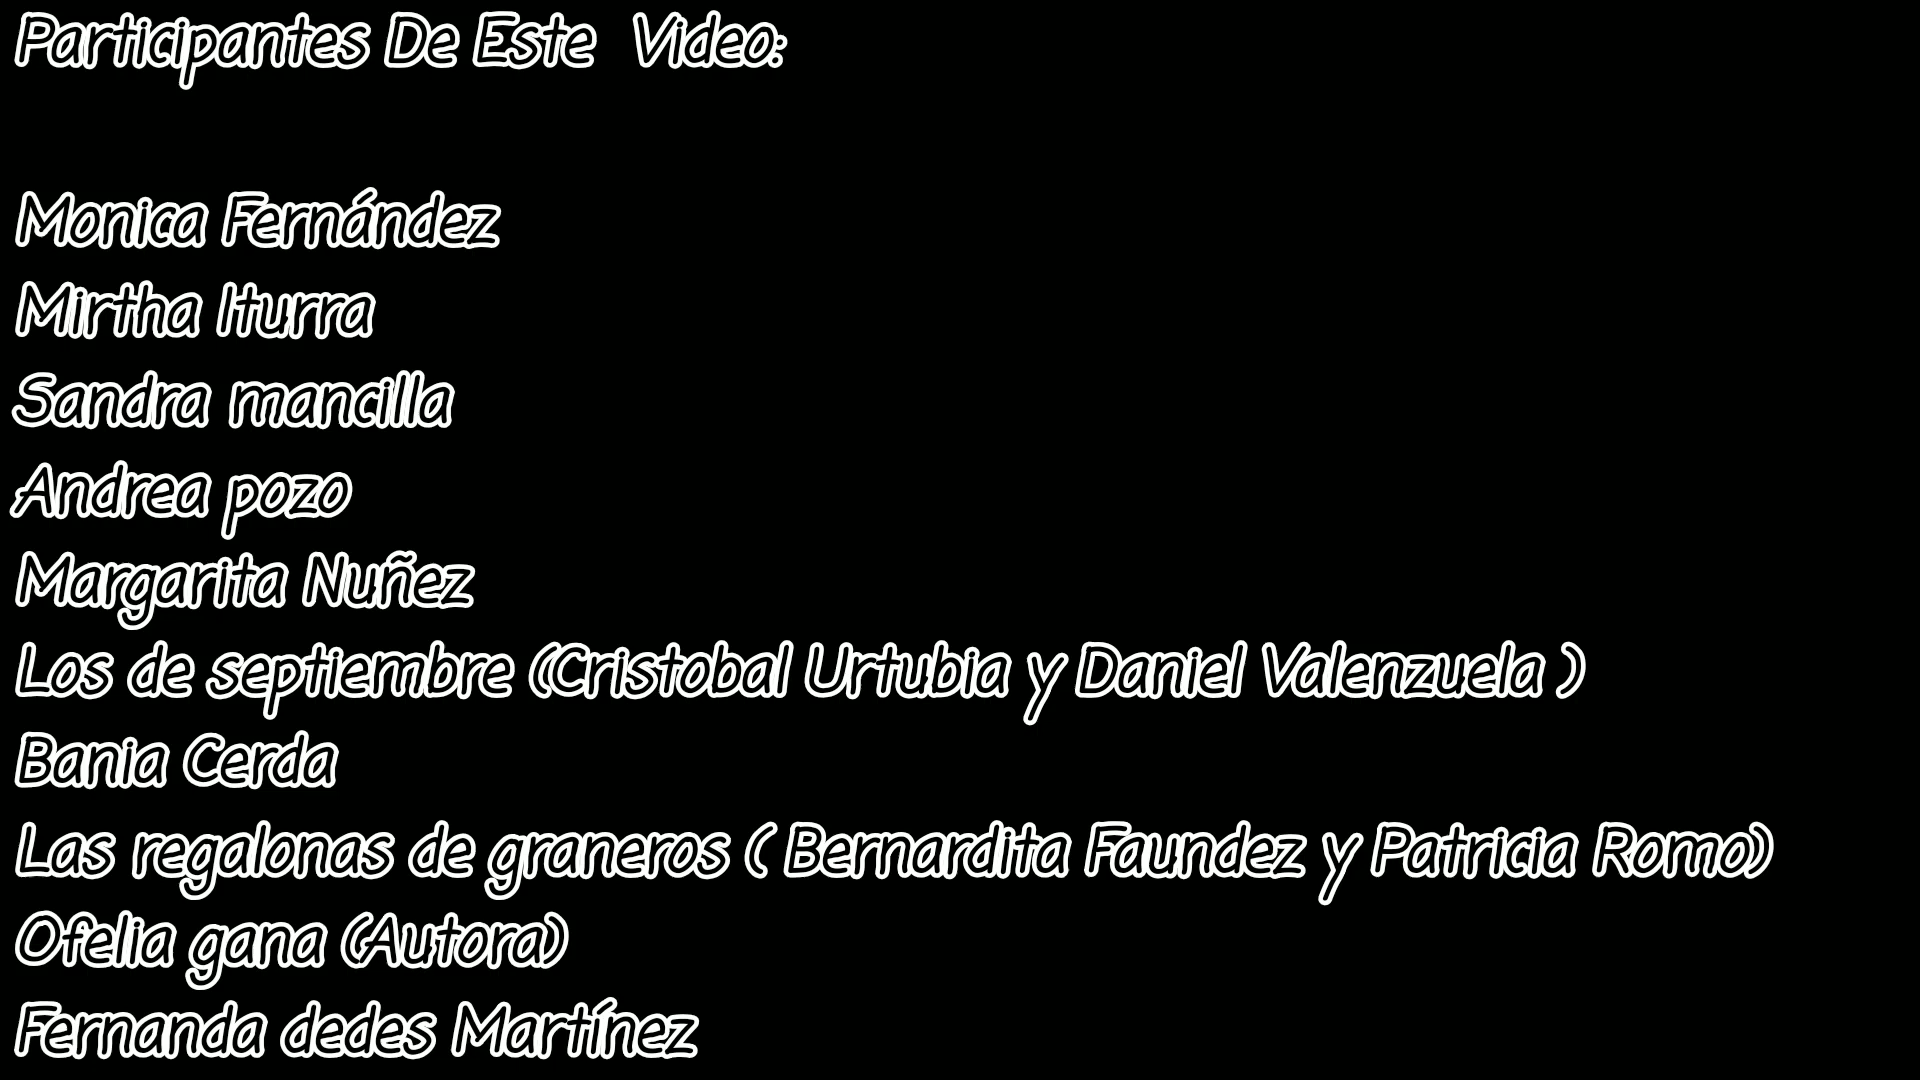 Participantes De Este Video:
Monica Fernández
Mirtha Iturra
Sandra mancilla
Andrea pozo
Margarita Nuñez
Los de septiembre (Cristobal Urtubia y Daniel Valenzuela )
Bania Cerda
Las regalonas de graneros ( Bernardita Faundez y Patricia Romo)
Ofelia gana (Autora)
Fernanda dedes Martínez